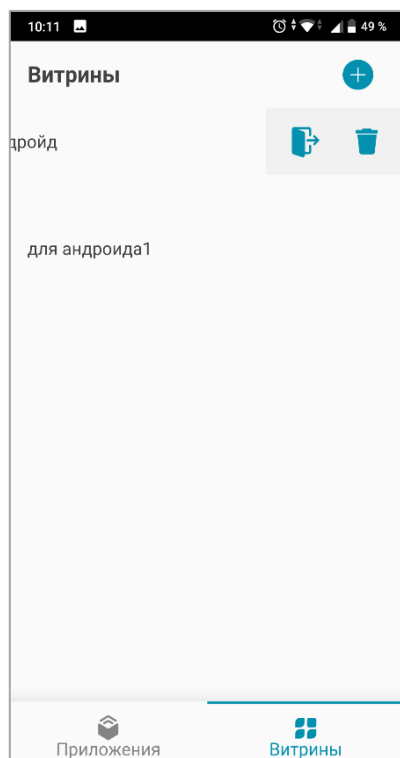 10:11
49 %
Витрины
дройд
для андроида1
Приложения
Витрины